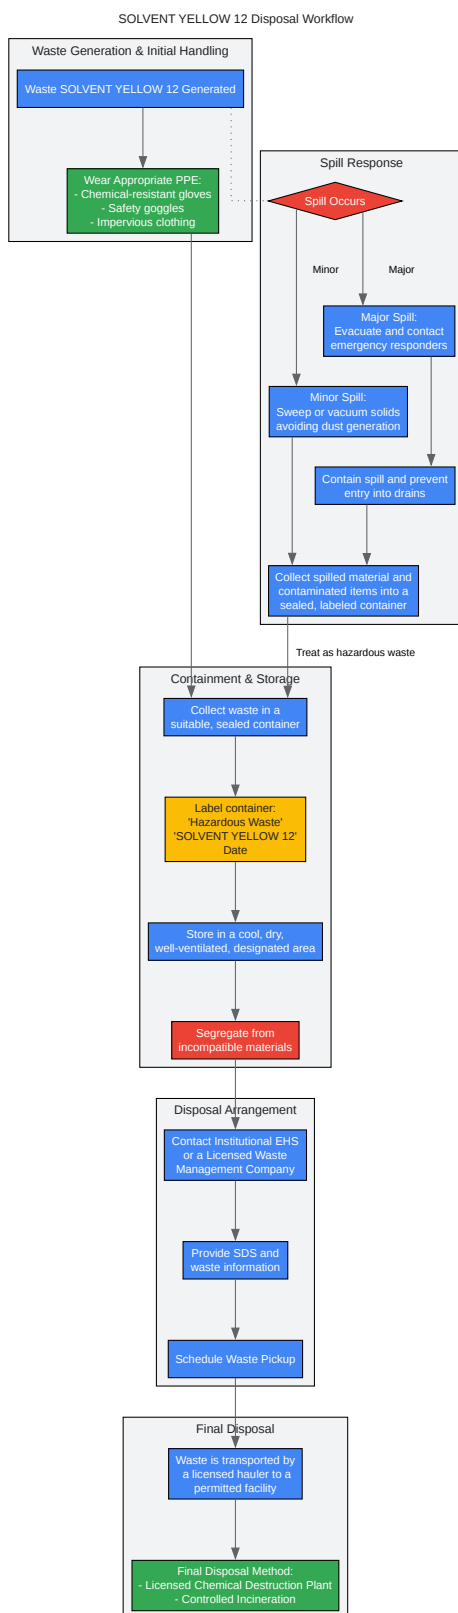 SOLVENT YELLOW 12 Disposal Workflow
Waste Generation & Initial Handling
Waste SOLVENT YELLOW 12 Generated
Wear Appropriate PPE:
- Chemical-resistant gloves
- Safety goggles
- Impervious clothing
Spill Response
Spill Occurs
Minor
Major
Major Spill:
Evacuate and contact
emergency responders
Minor Spill:
Sweep or vacuum solids
avoiding dust generation
Contain spill and prevent
entry into drains
Collect spilled material and
contaminated items into a
sealed, labeled container
Treat as hazardous waste
Containment & Storage
Collect waste in a
suitable, sealed container
Label container:
'Hazardous Waste'
'SOLVENT YELLOW 12'
Date
Store in a cool, dry,
well-ventilated, designated area
Segregate from
incompatible materials
Disposal Arrangement
Contact Institutional EHS
or a Licensed Waste
Management Company
Provide SDS and
waste information
Schedule Waste Pickup
Final Disposal
Waste is transported by
a licensed hauler to a
permitted facility
Final Disposal Method:
- Licensed Chemical Destruction Plant
- Controlled Incineration